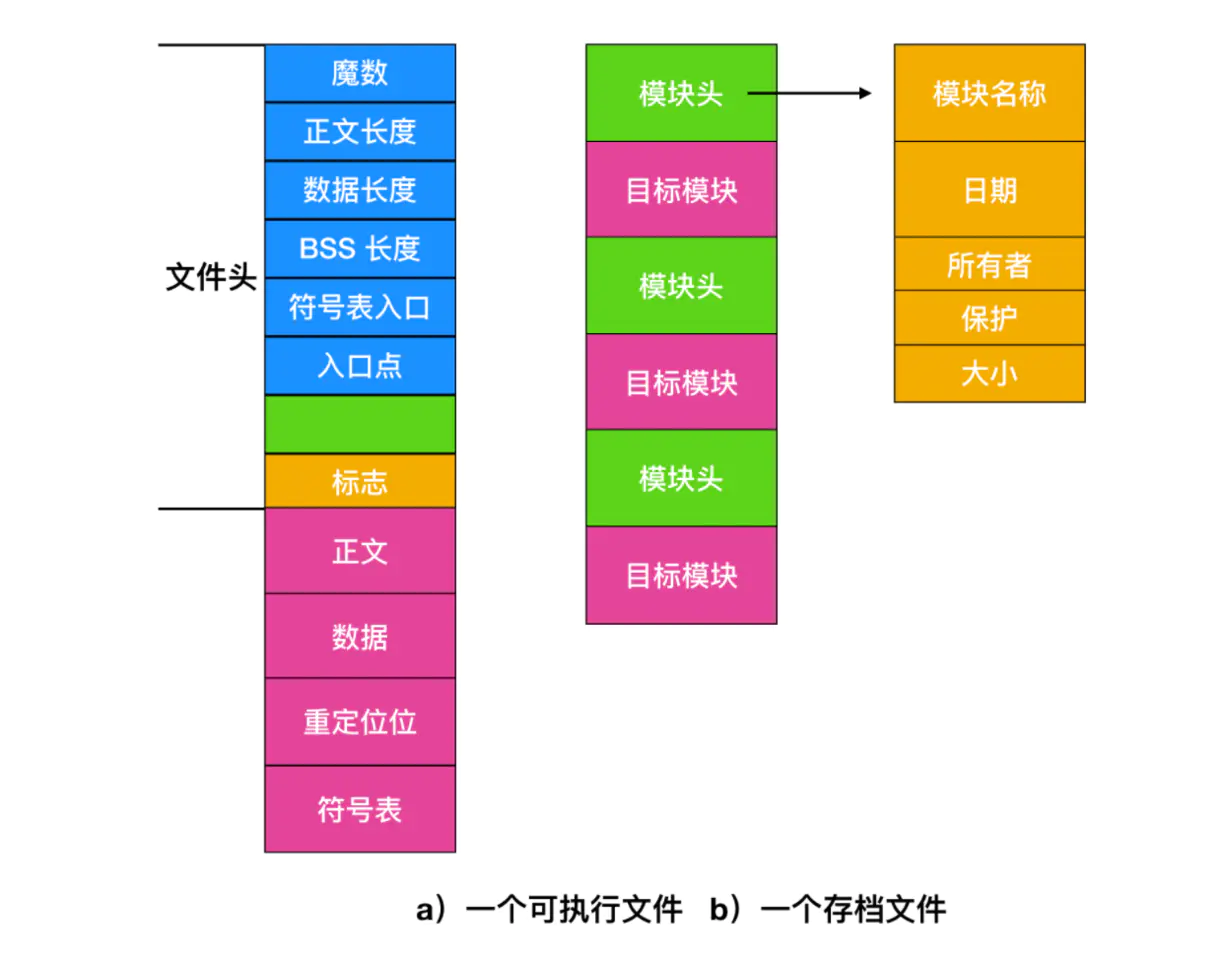 魔数
正文长度
数据长度
BSS 长度
符号表入口
入口点
标志
文件头
正文
数据
重定位位
符号表
模块头
目标模块
模块头
目标模块
模块头
目标模块
模块名称
日期
所有者
保护
大小
a）一个可执行文件 b）一个存档文件